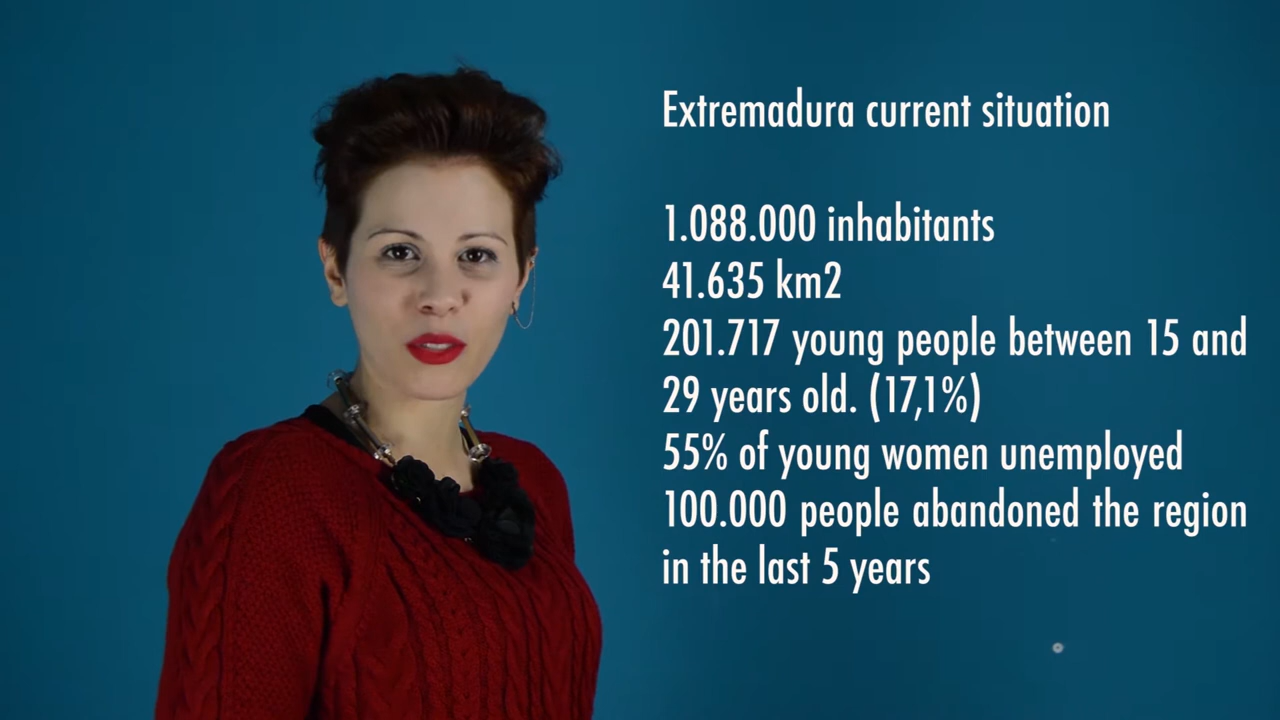 Extremadura current situation
1.088.000 inhabitants
41.635 km2
201.717 young people between 15 and
29 years old. (17,1%)
55% of young women unemployed
100.000 people abandoned the region
in the last 5 years